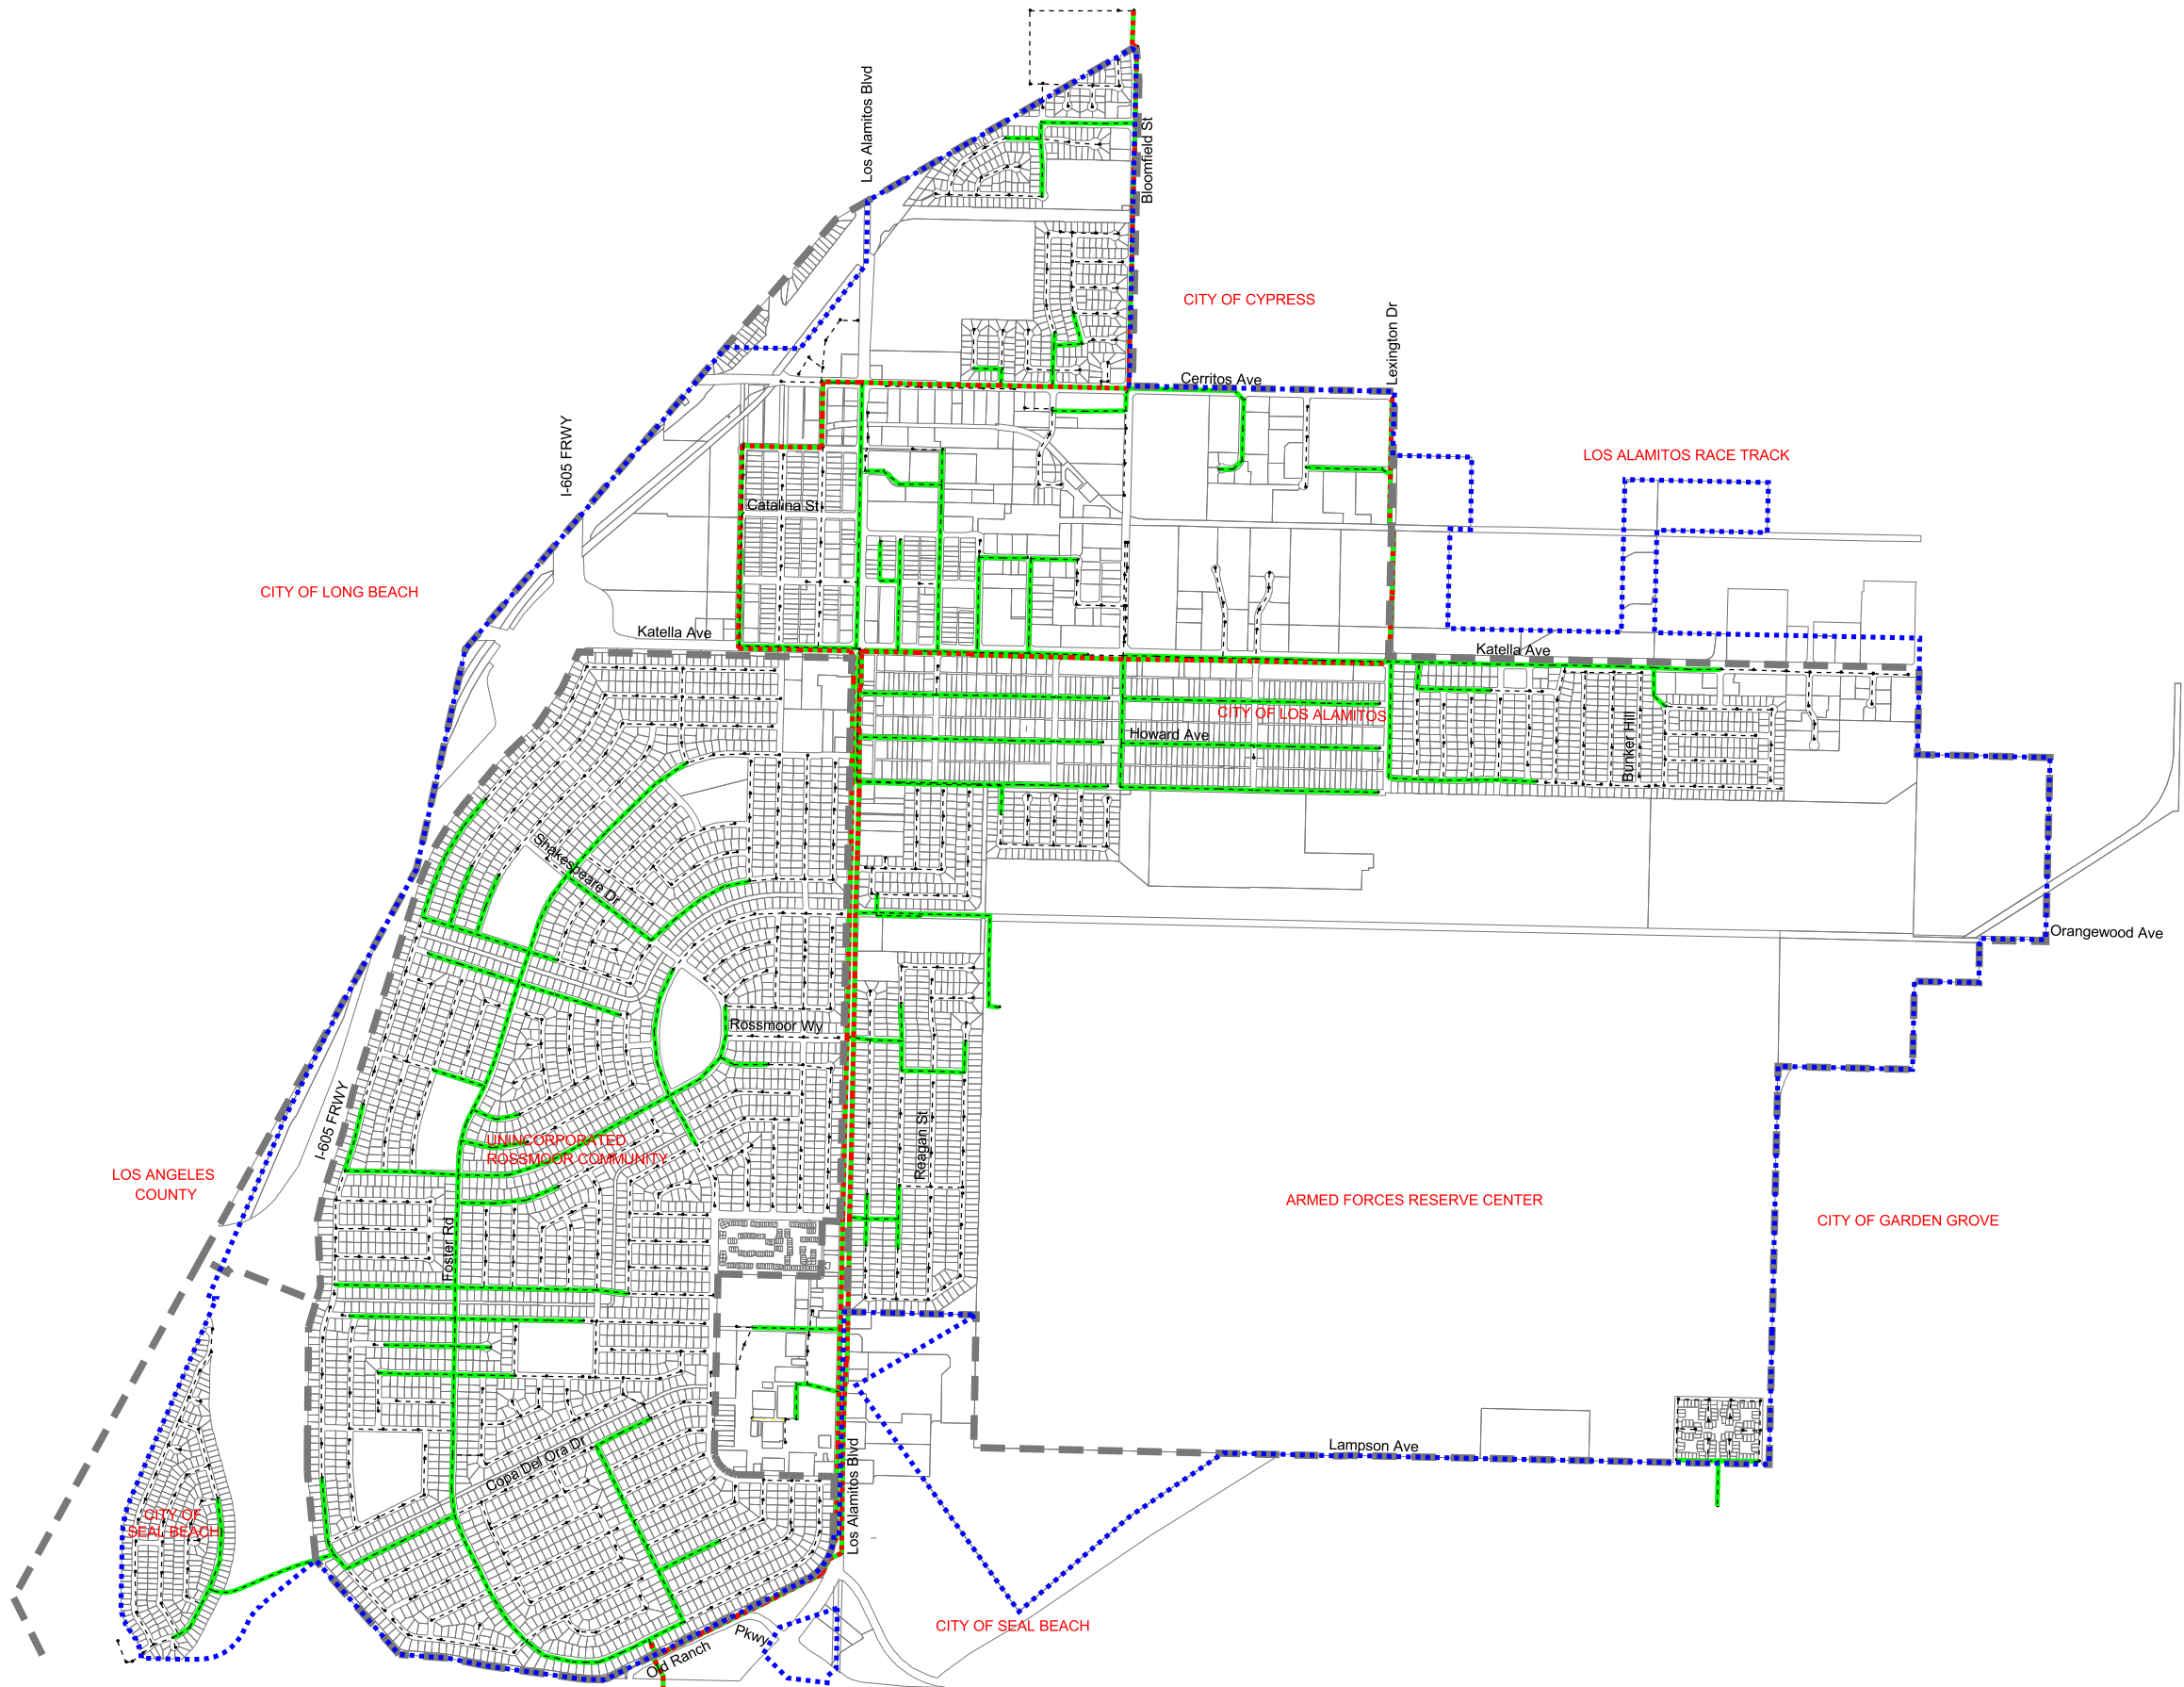 Los Alamitos Blvd
Bloomfield St
CITY OF CYPRESS
Lexington Dr
Cerritos Ave
I-605 FRWY
LOS ALAMITOS RACE TRACK
Catalina St
CITY OF LONG BEACH
Katella Ave
Katella Ave
CITY OF LOS ALAMITOS
Howard Ave
Bunker Hill
Shakespeare Dr
Orangewood Ave
Rossmoor Wy
I-605 FRWY
UNINCORPORATED
ROSSMOOR COMMUNITY
Reagan St
LOS ANGELES
COUNTY
ARMED FORCES RESERVE CENTER
CITY OF GARDEN GROVE
Foster Rd
Lampson Ave
Copa Del Ora Dr
Los Alamitos Blvd
CITY OF
SEAL BEACH
CITY OF SEAL BEACH
Old Ranch Pkwy